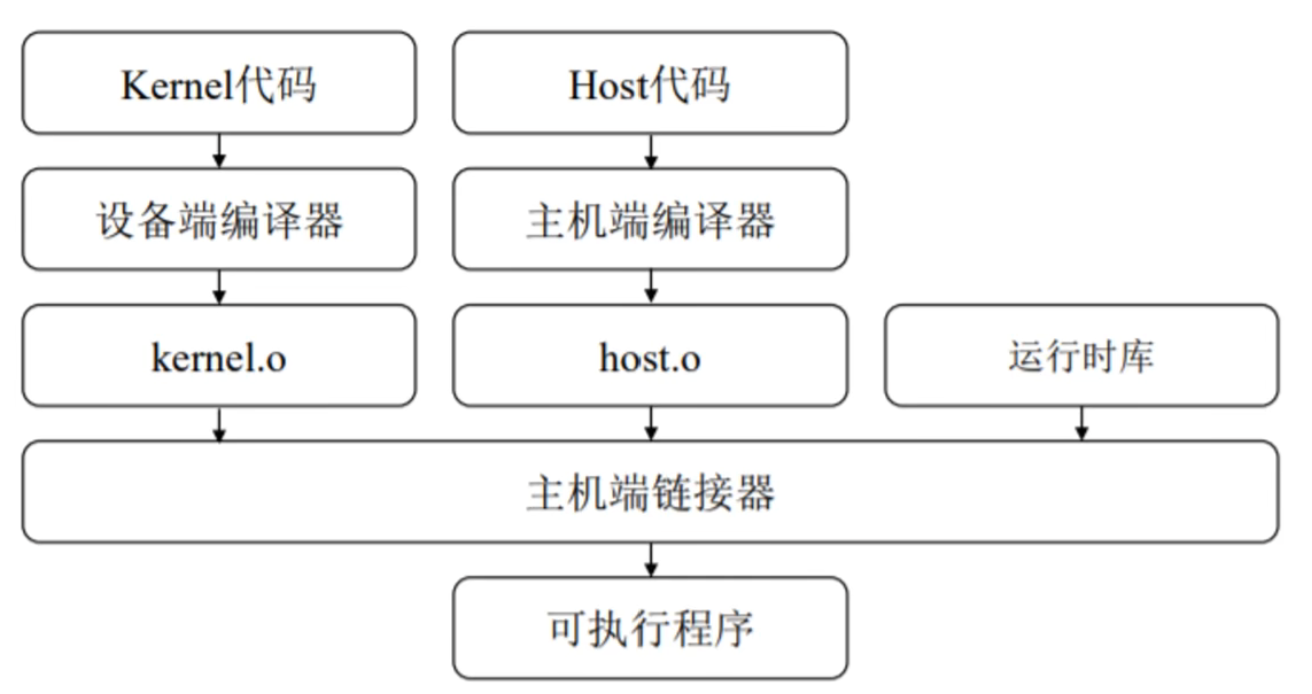 Kernel代码
Host代码
设备端编译器
主机端编译器
kernel.o
host.o
运行时库
主机端链接器
可执行程序